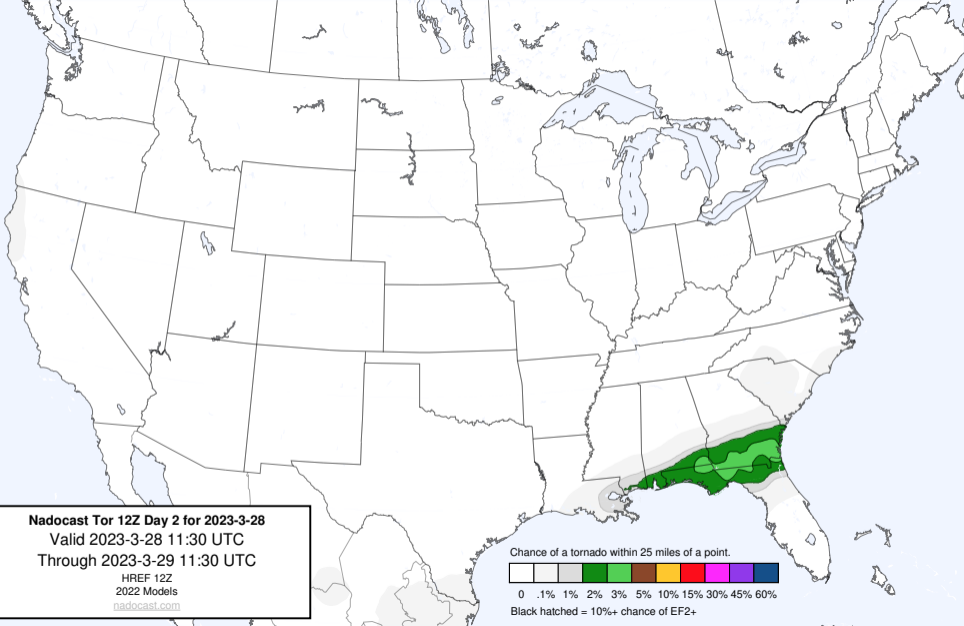 Nadocast Tor 12Z Day 2 for 2023-3-28
Valid 2023-3-28 11:30 UTC
Through 2023-3-29 11:30 UTC
HREF 12Z
2022 Models
nadocast.com
Chance of a tornado within 25 miles of a point.
0 .1% 1% 2% 3% 5% 10% 15% 30% 45% 60%
Black hatched = 10%+ chance of EF2+